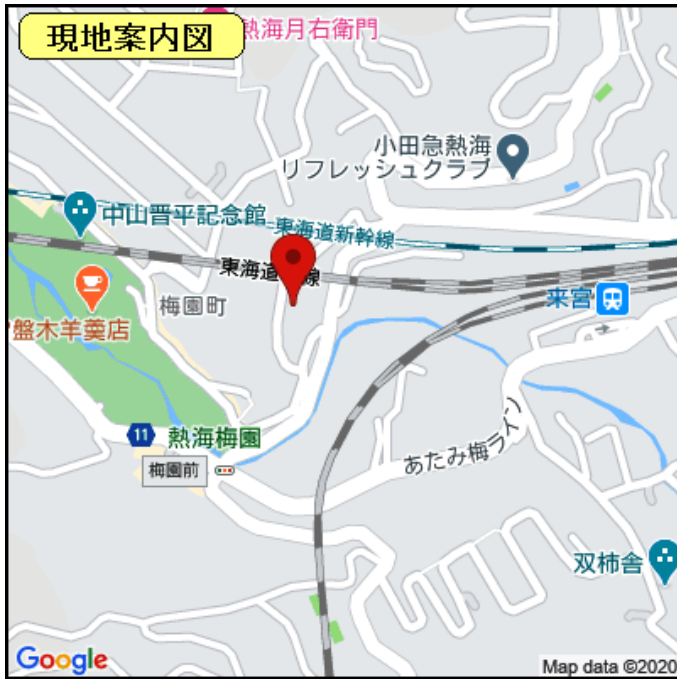 現地案内図
熱海月右衛門
小田急熱海
リフレッシュクラブ
中山晋平記念館
東海道新幹線
東海道
線
来宮
梅園町
盤木羊羹店
11
熱海梅園
梅園前
あたみ梅ライン
双柿舎
Google
Map data ©2020